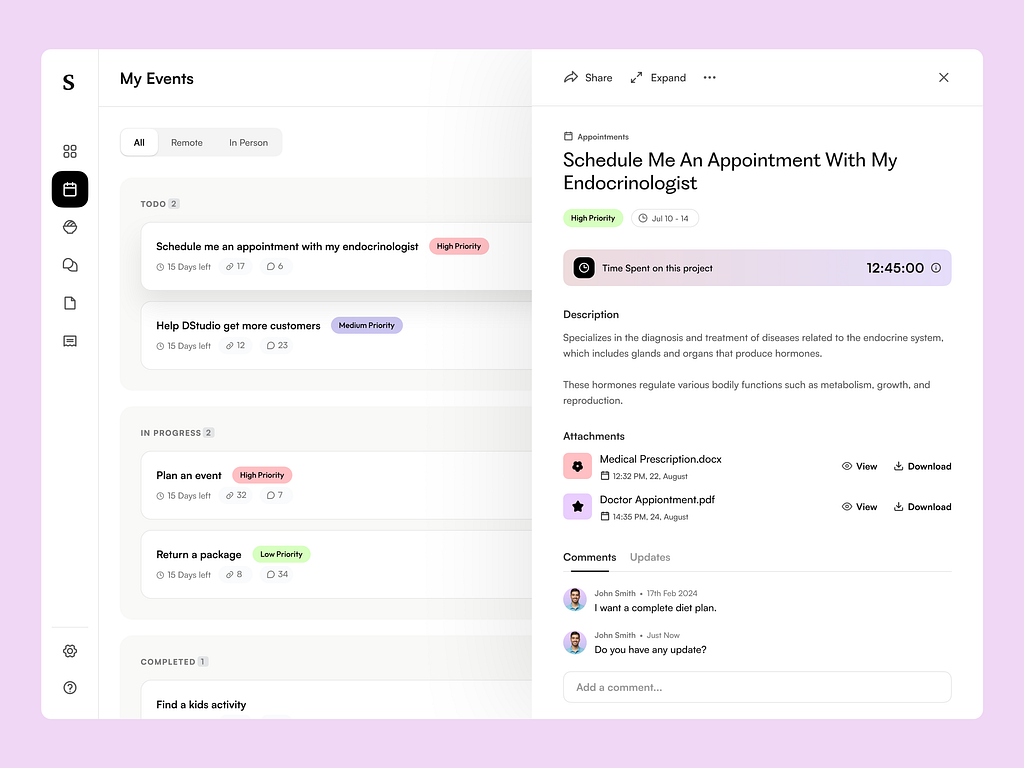 S
My Events
All
Remote
In Person
TODO 2
Schedule me an appointment with my endocrinologist
High Priority
15 Days left
17
6
Help DStudio get more customers
Medium Priority
15 Days left
12
23
IN PROGRESS 2
Plan an event
High Priority
15 Days left
32
7
Return a package
Low Priority
15 Days left
8
34
COMPLETED 1
Find a kids activity
Share
Expand
Appointments
Schedule Me An Appointment With My
Endocrinologist
High Priority
Jul 10 - 14
Time Spent on this project
12:45:00
Description
Specializes in the diagnosis and treatment of diseases related to the endocrine system,
which includes glands and organs that produce hormones.
These hormones regulate various bodily functions such as metabolism, growth, and
reproduction.
Attachments
Medical Prescription.docx
View
Download
12:32 PM, 22, August
Doctor Appiontment.pdf
View
Download
14:35 PM, 24, August
Comments
Updates
John Smith • 17th Feb 2024
I want a complete diet plan.
John Smith • Just Now
Do you have any update?
Add a comment...